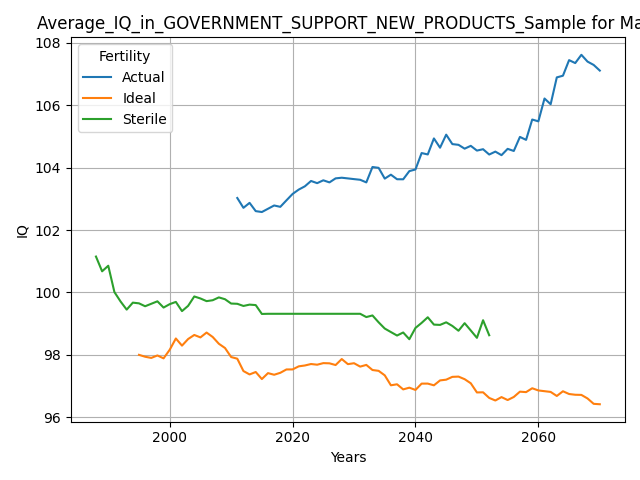 Average_IQ_in_GOVERNMENT_SUPPORT_NEW_PRODUCTS_Sample for Ma
108
106
104
102
100
98
96
IQ
Fertility
Actual
Ideal
Sterile
2000
2020
2040
2060
Years